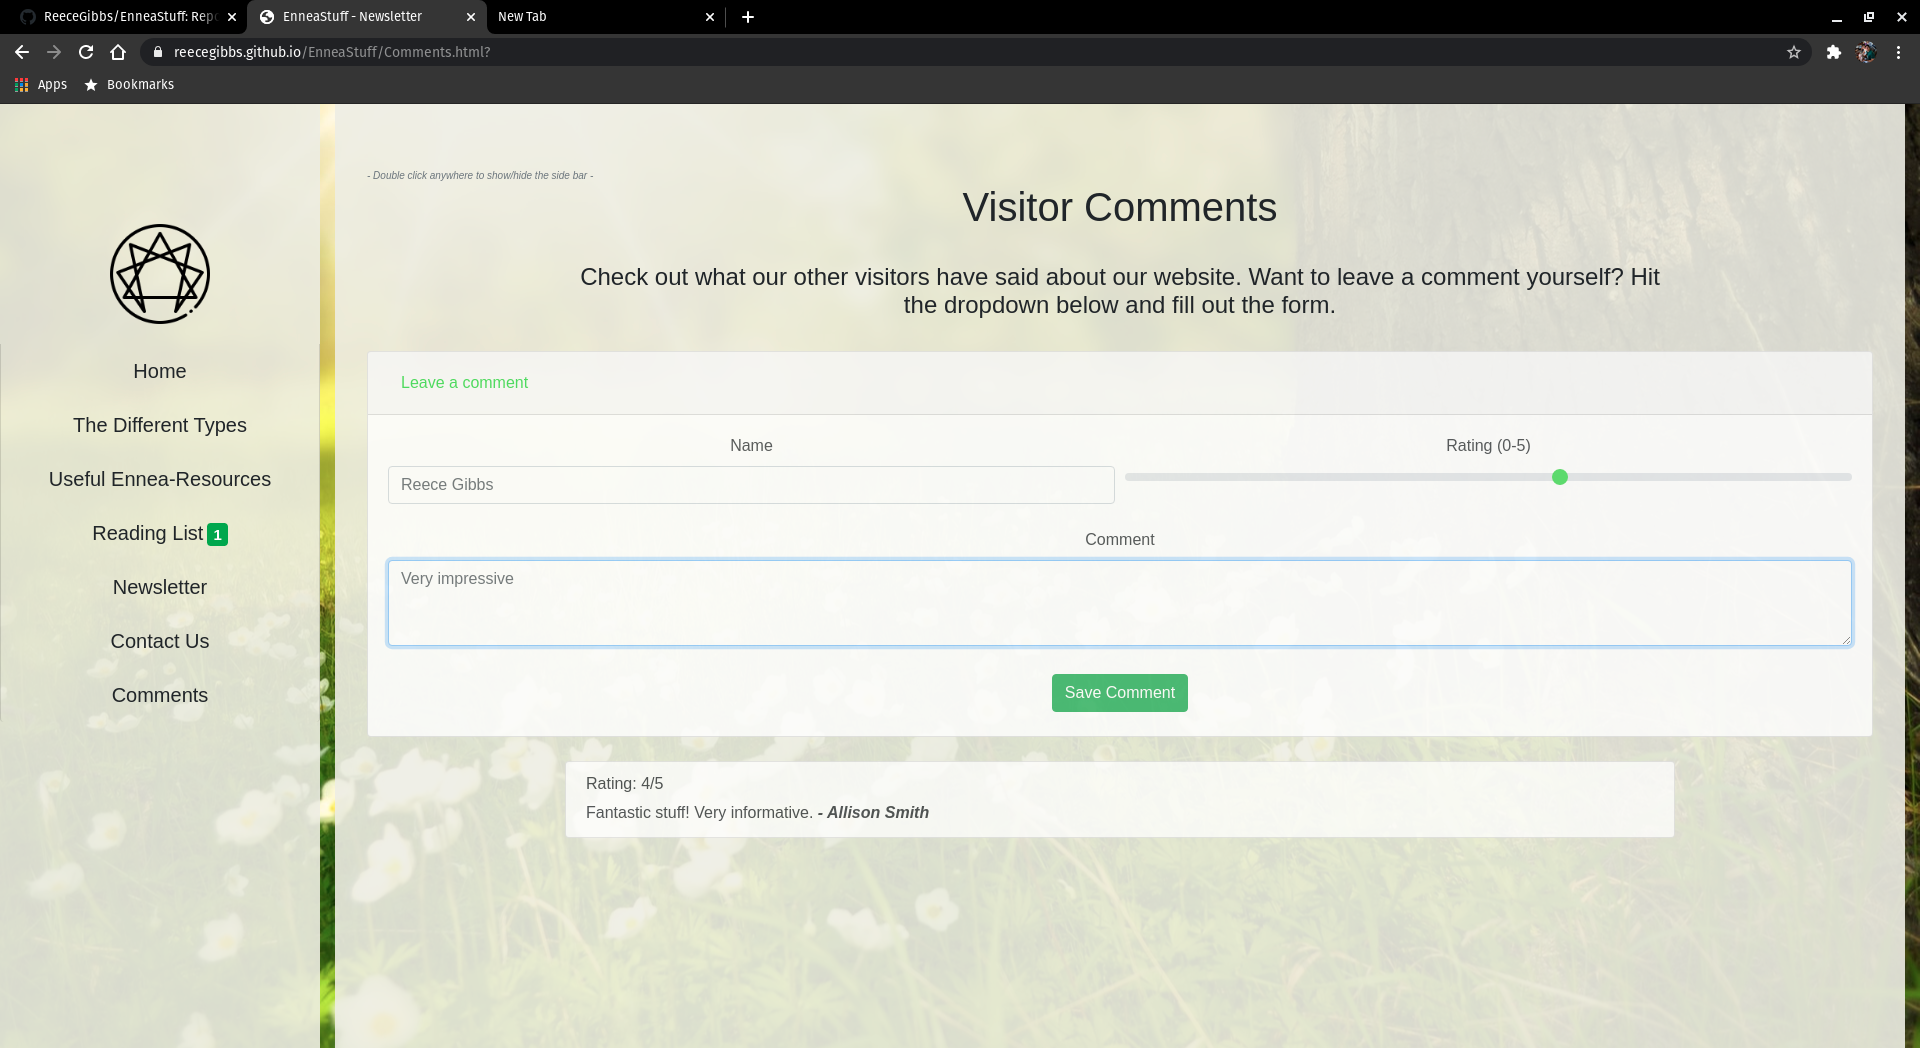 ReeceGibbs/EnneaStuff: Rep
EnneaStuff - Newsletter
New Tab
reecegibbs.github.io/EnneaStuff/Comments.html?
Apps
Bookmarks
Home
The Different Types
Useful Ennea-Resources
Reading List 1
Newsletter
Contact Us
Comments
- Double click anywhere to show/hide the side bar -
Visitor Comments
Check out what our other visitors have said about our website. Want to leave a comment yourself? Hit
the dropdown below and fill out the form.
Leave a comment
Name
Rating (0-5)
Reece Gibbs
Comment
Very impressive
Save Comment
Rating: 4/5
Fantastic stuff! Very informative. - Allison Smith